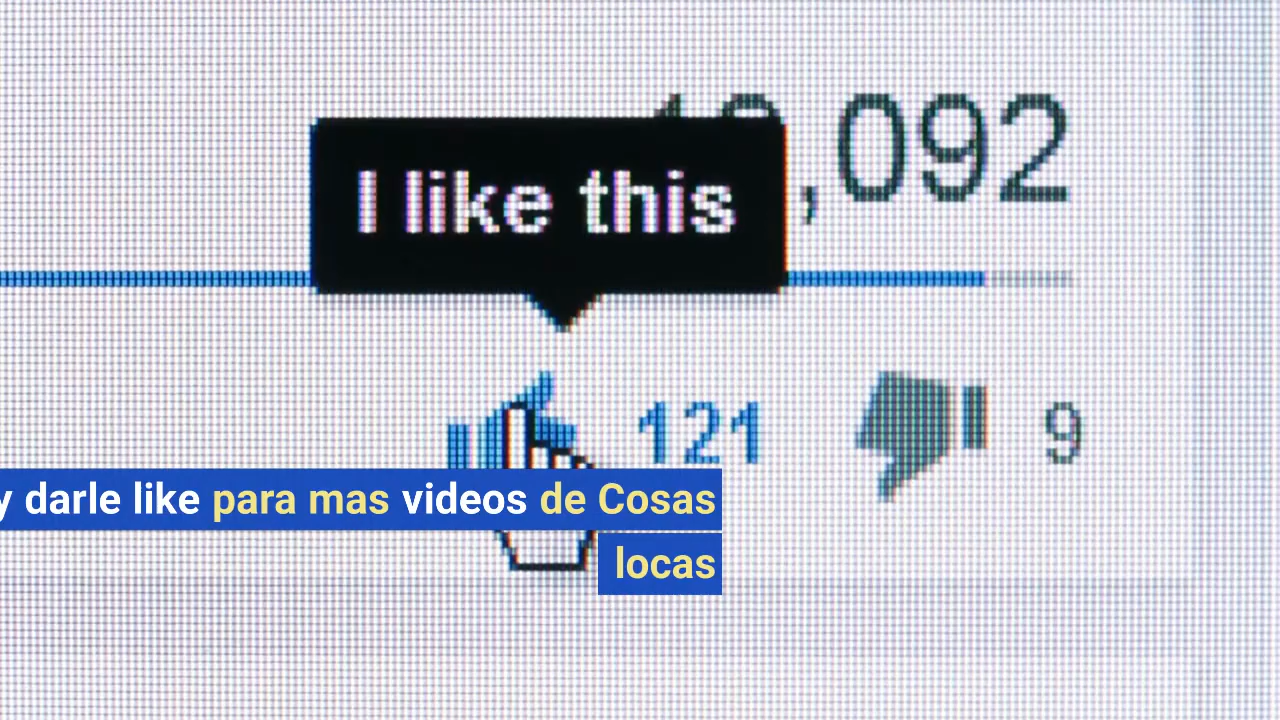 ,092
I like this
121 9
y darle like para mas videos de Cosas
locas